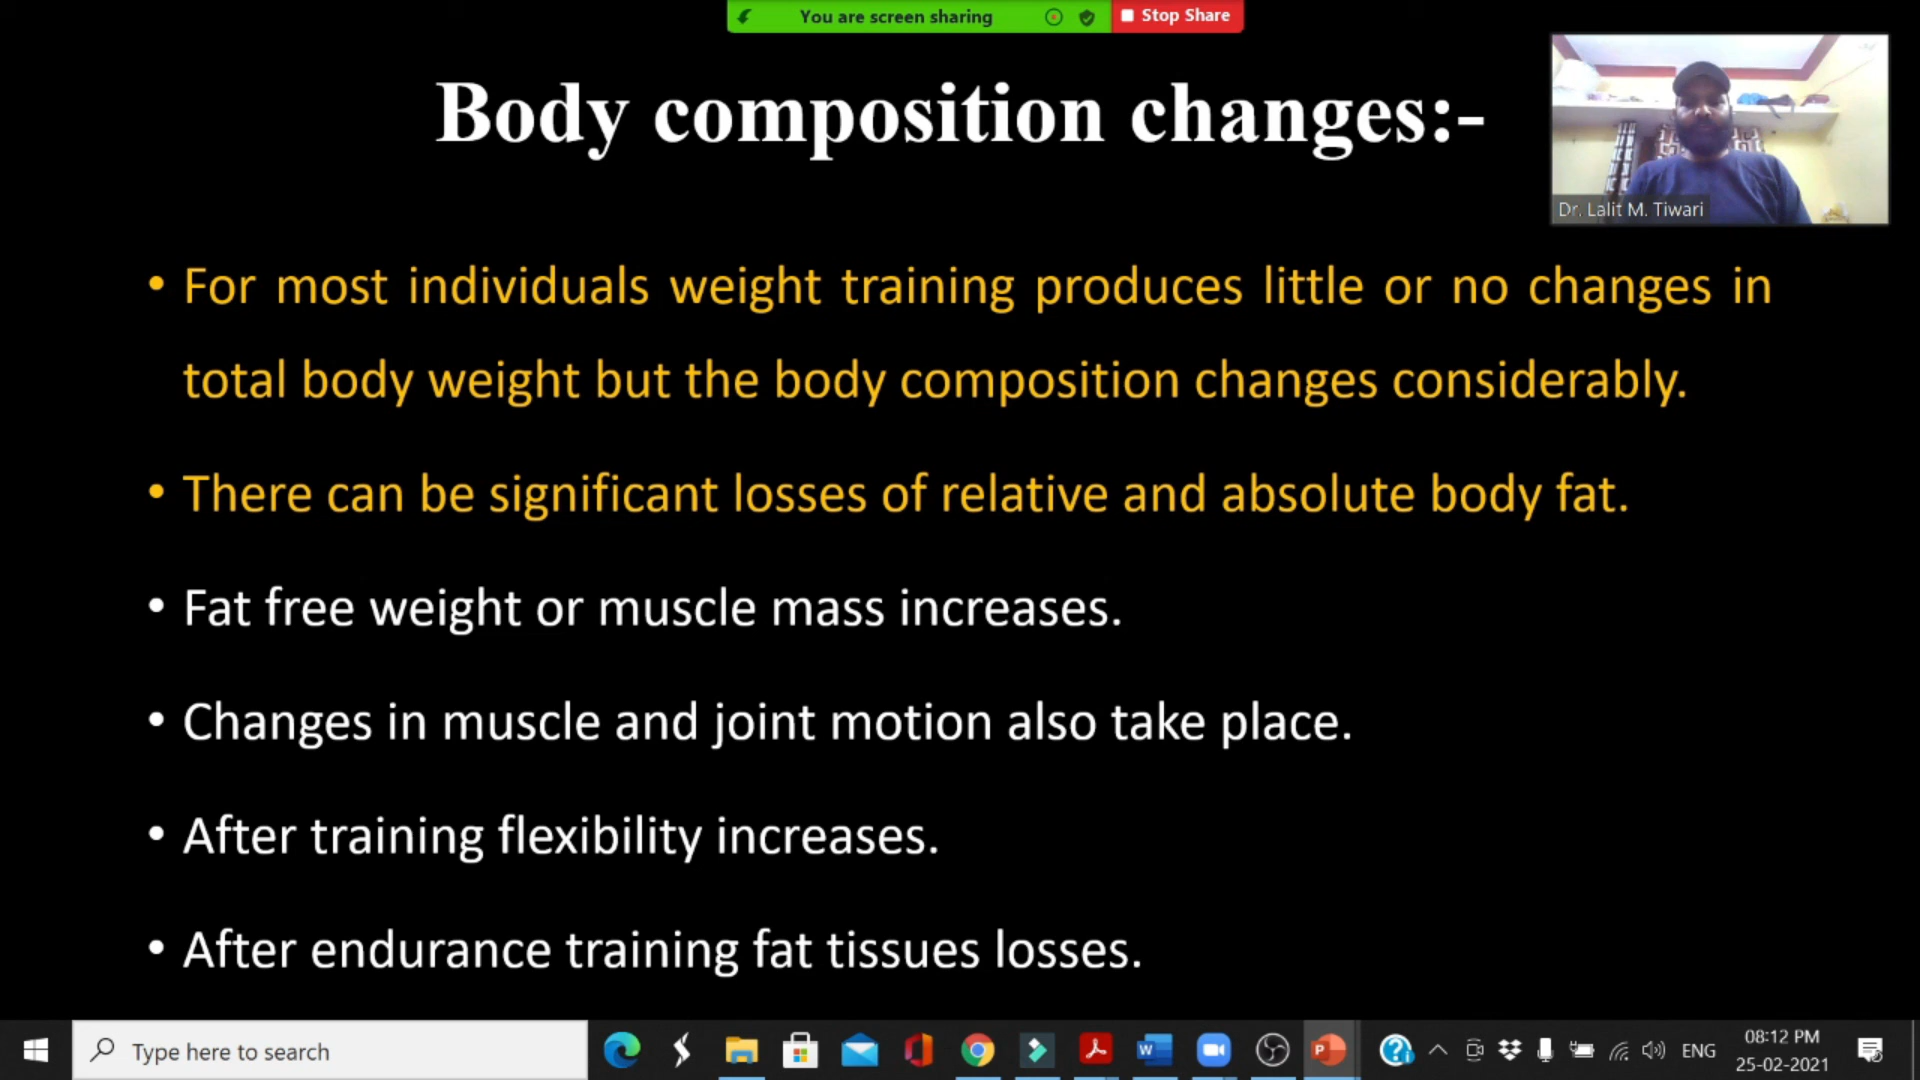 You are screen sharing
Stop Share
Body composition changes:-
Dr. Lalit M. Tiwari
• For most individuals weight training produces little or no changes in
total body weight but the body composition changes considerably.
• There can be significant losses of relative and absolute body fat.
• Fat free weight or muscle mass increases.
• Changes in muscle and joint motion also take place.
• After training flexibility increases.
• After endurance training fat tissues losses.
Type here to search
ENG
08:12 PM
25-02-2021